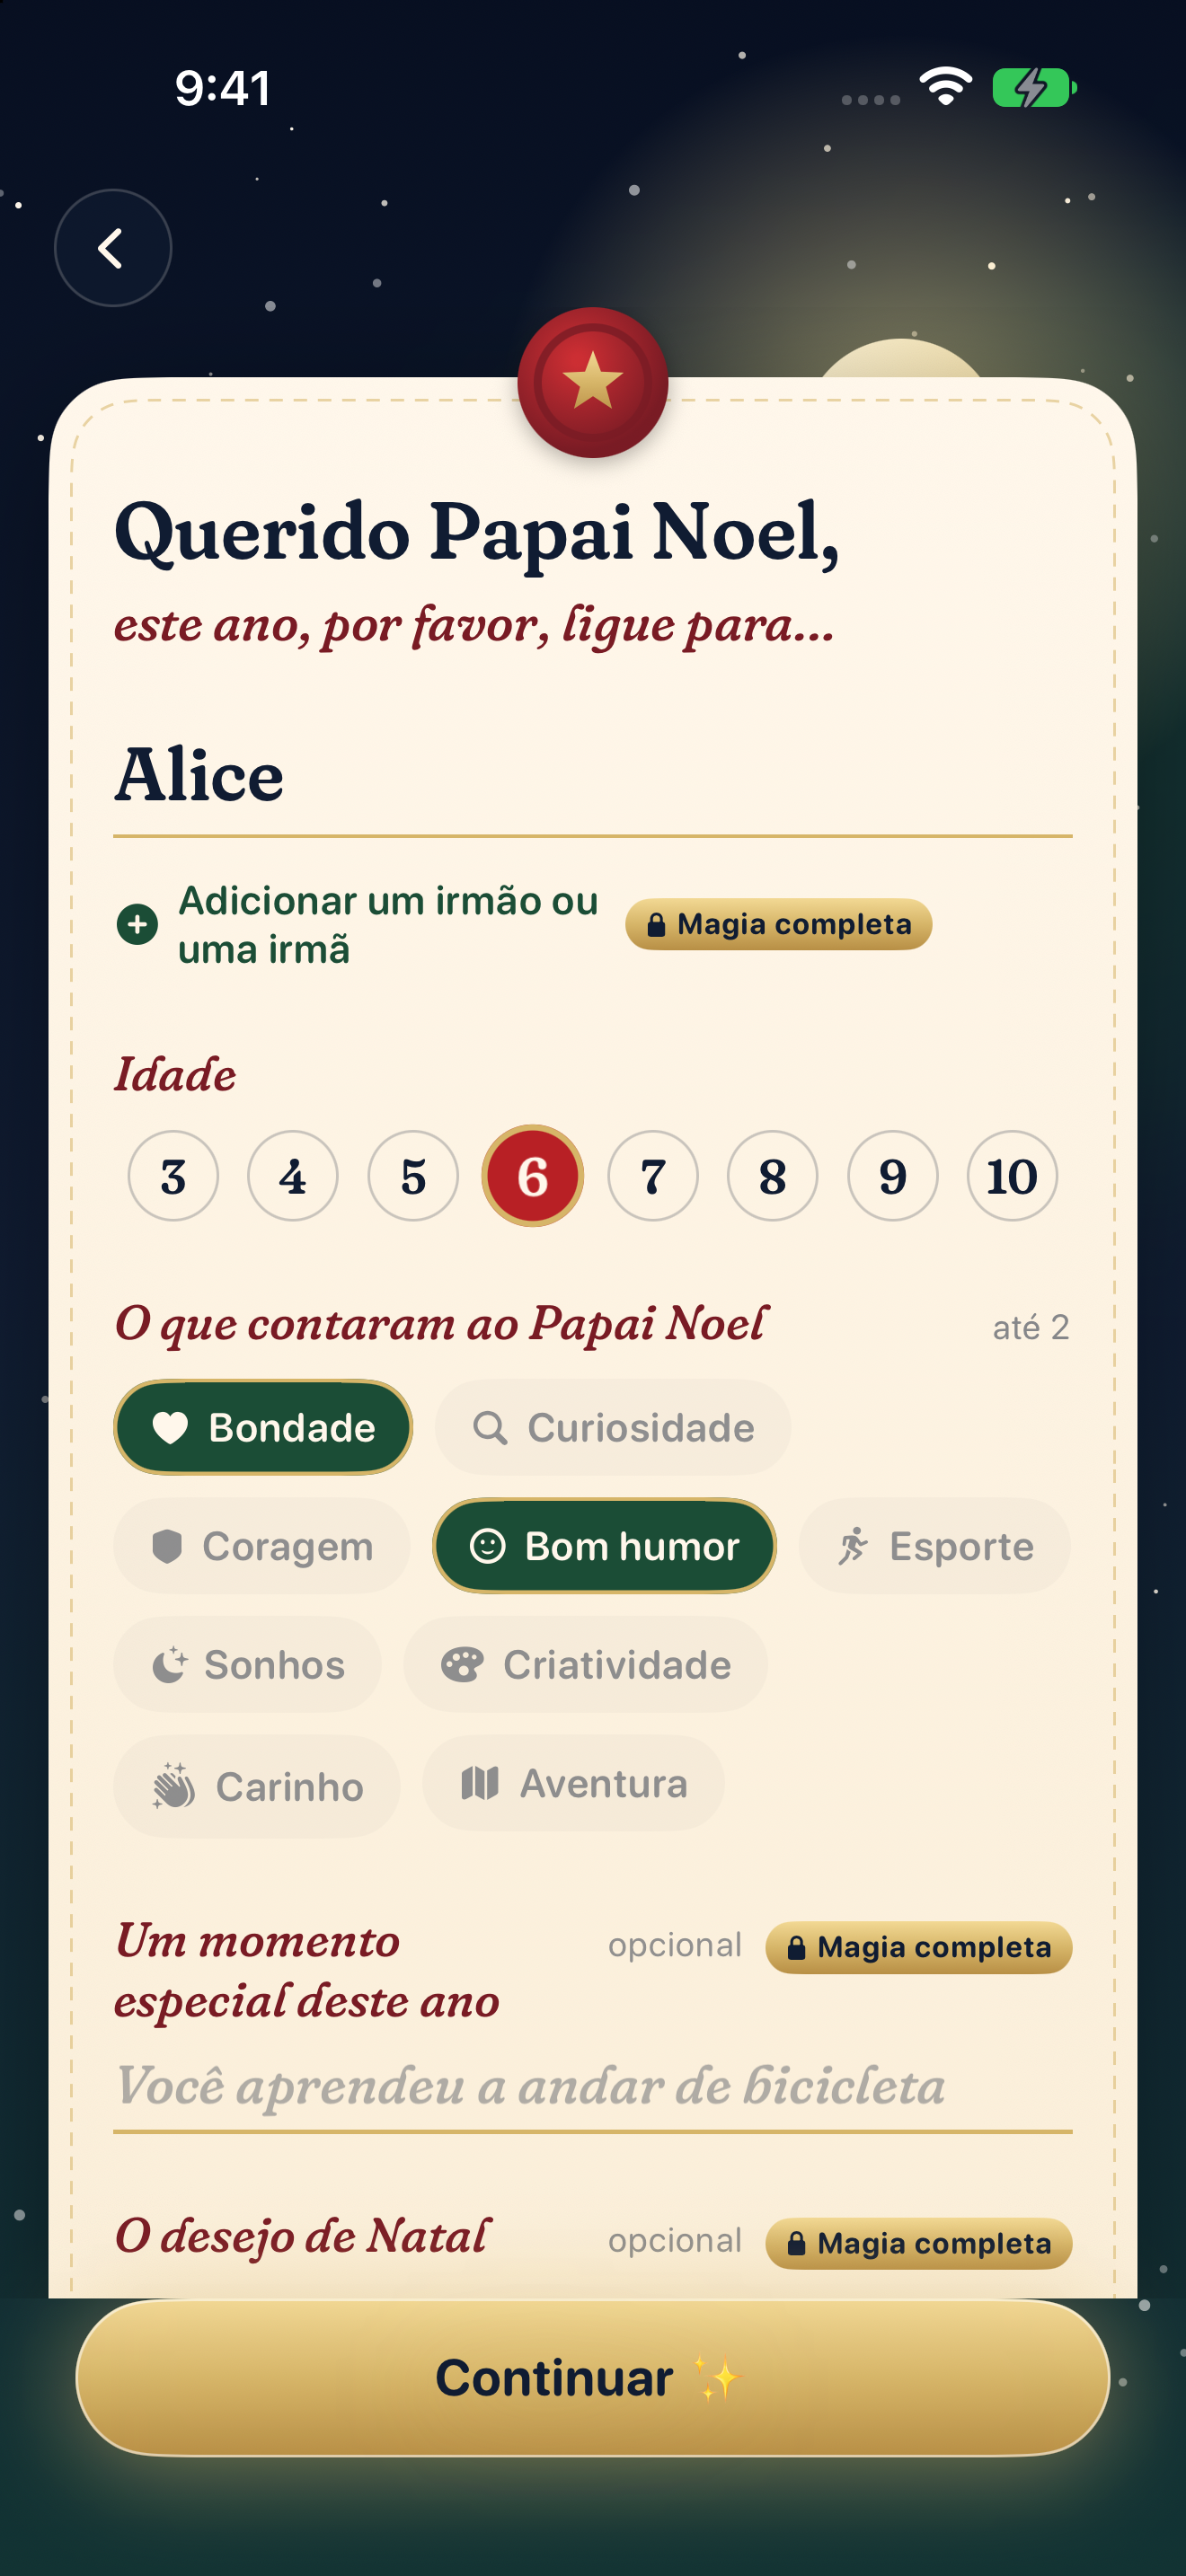 9:41
Querido Papai Noel,
este ano, por favor, ligue para...
Alice
Adicionar um irmão ou
uma irmã
Magia completa
Idade
3 4 5 6 7 8 9 10
O que contaram ao Papai Noel até 2
Bondade Curiosidade
Coragem Bom humor Esporte
Sonhos Criatividade
Carinho Aventura
Um momento opcional Magia completa
especial deste ano
Você aprendeu a andar de bicicleta
O desejo de Natal opcional Magia completa
Continuar ✨